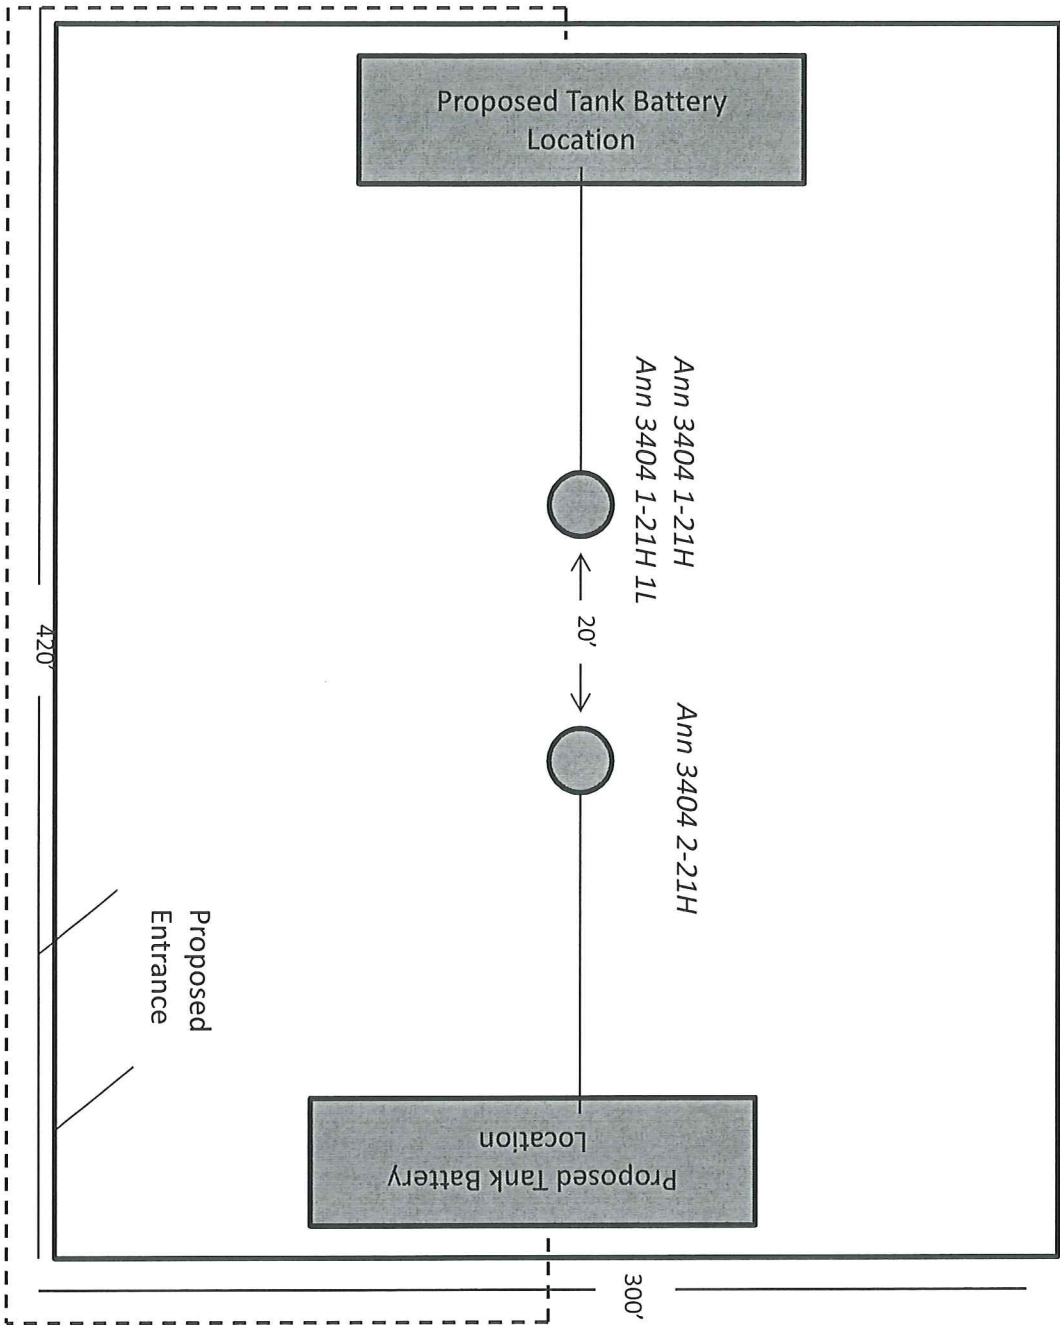 Proposed Tank Battery
Location
Ann 3404 1-21H
Ann 3404 1-21H 1L
20'
Ann 3404 2-21H
420'
Proposed
Entrance
Proposed Tank Battery
Location
300'